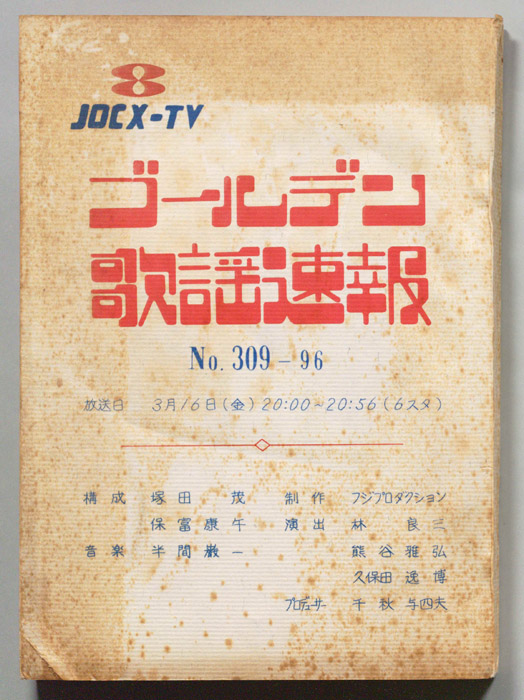 8
JOCX-TV
ゴールデン
歌謡速報
No. 309-96
放送日 3月16日(金) 20:00~20:56(6スタ)
構成 塚田 茂 制作 フジプロダクション
保富康午 演出 林 良三
音楽 半間巌一 熊谷雅弘
久保田逸博
プロデューサー 千秋与四夫